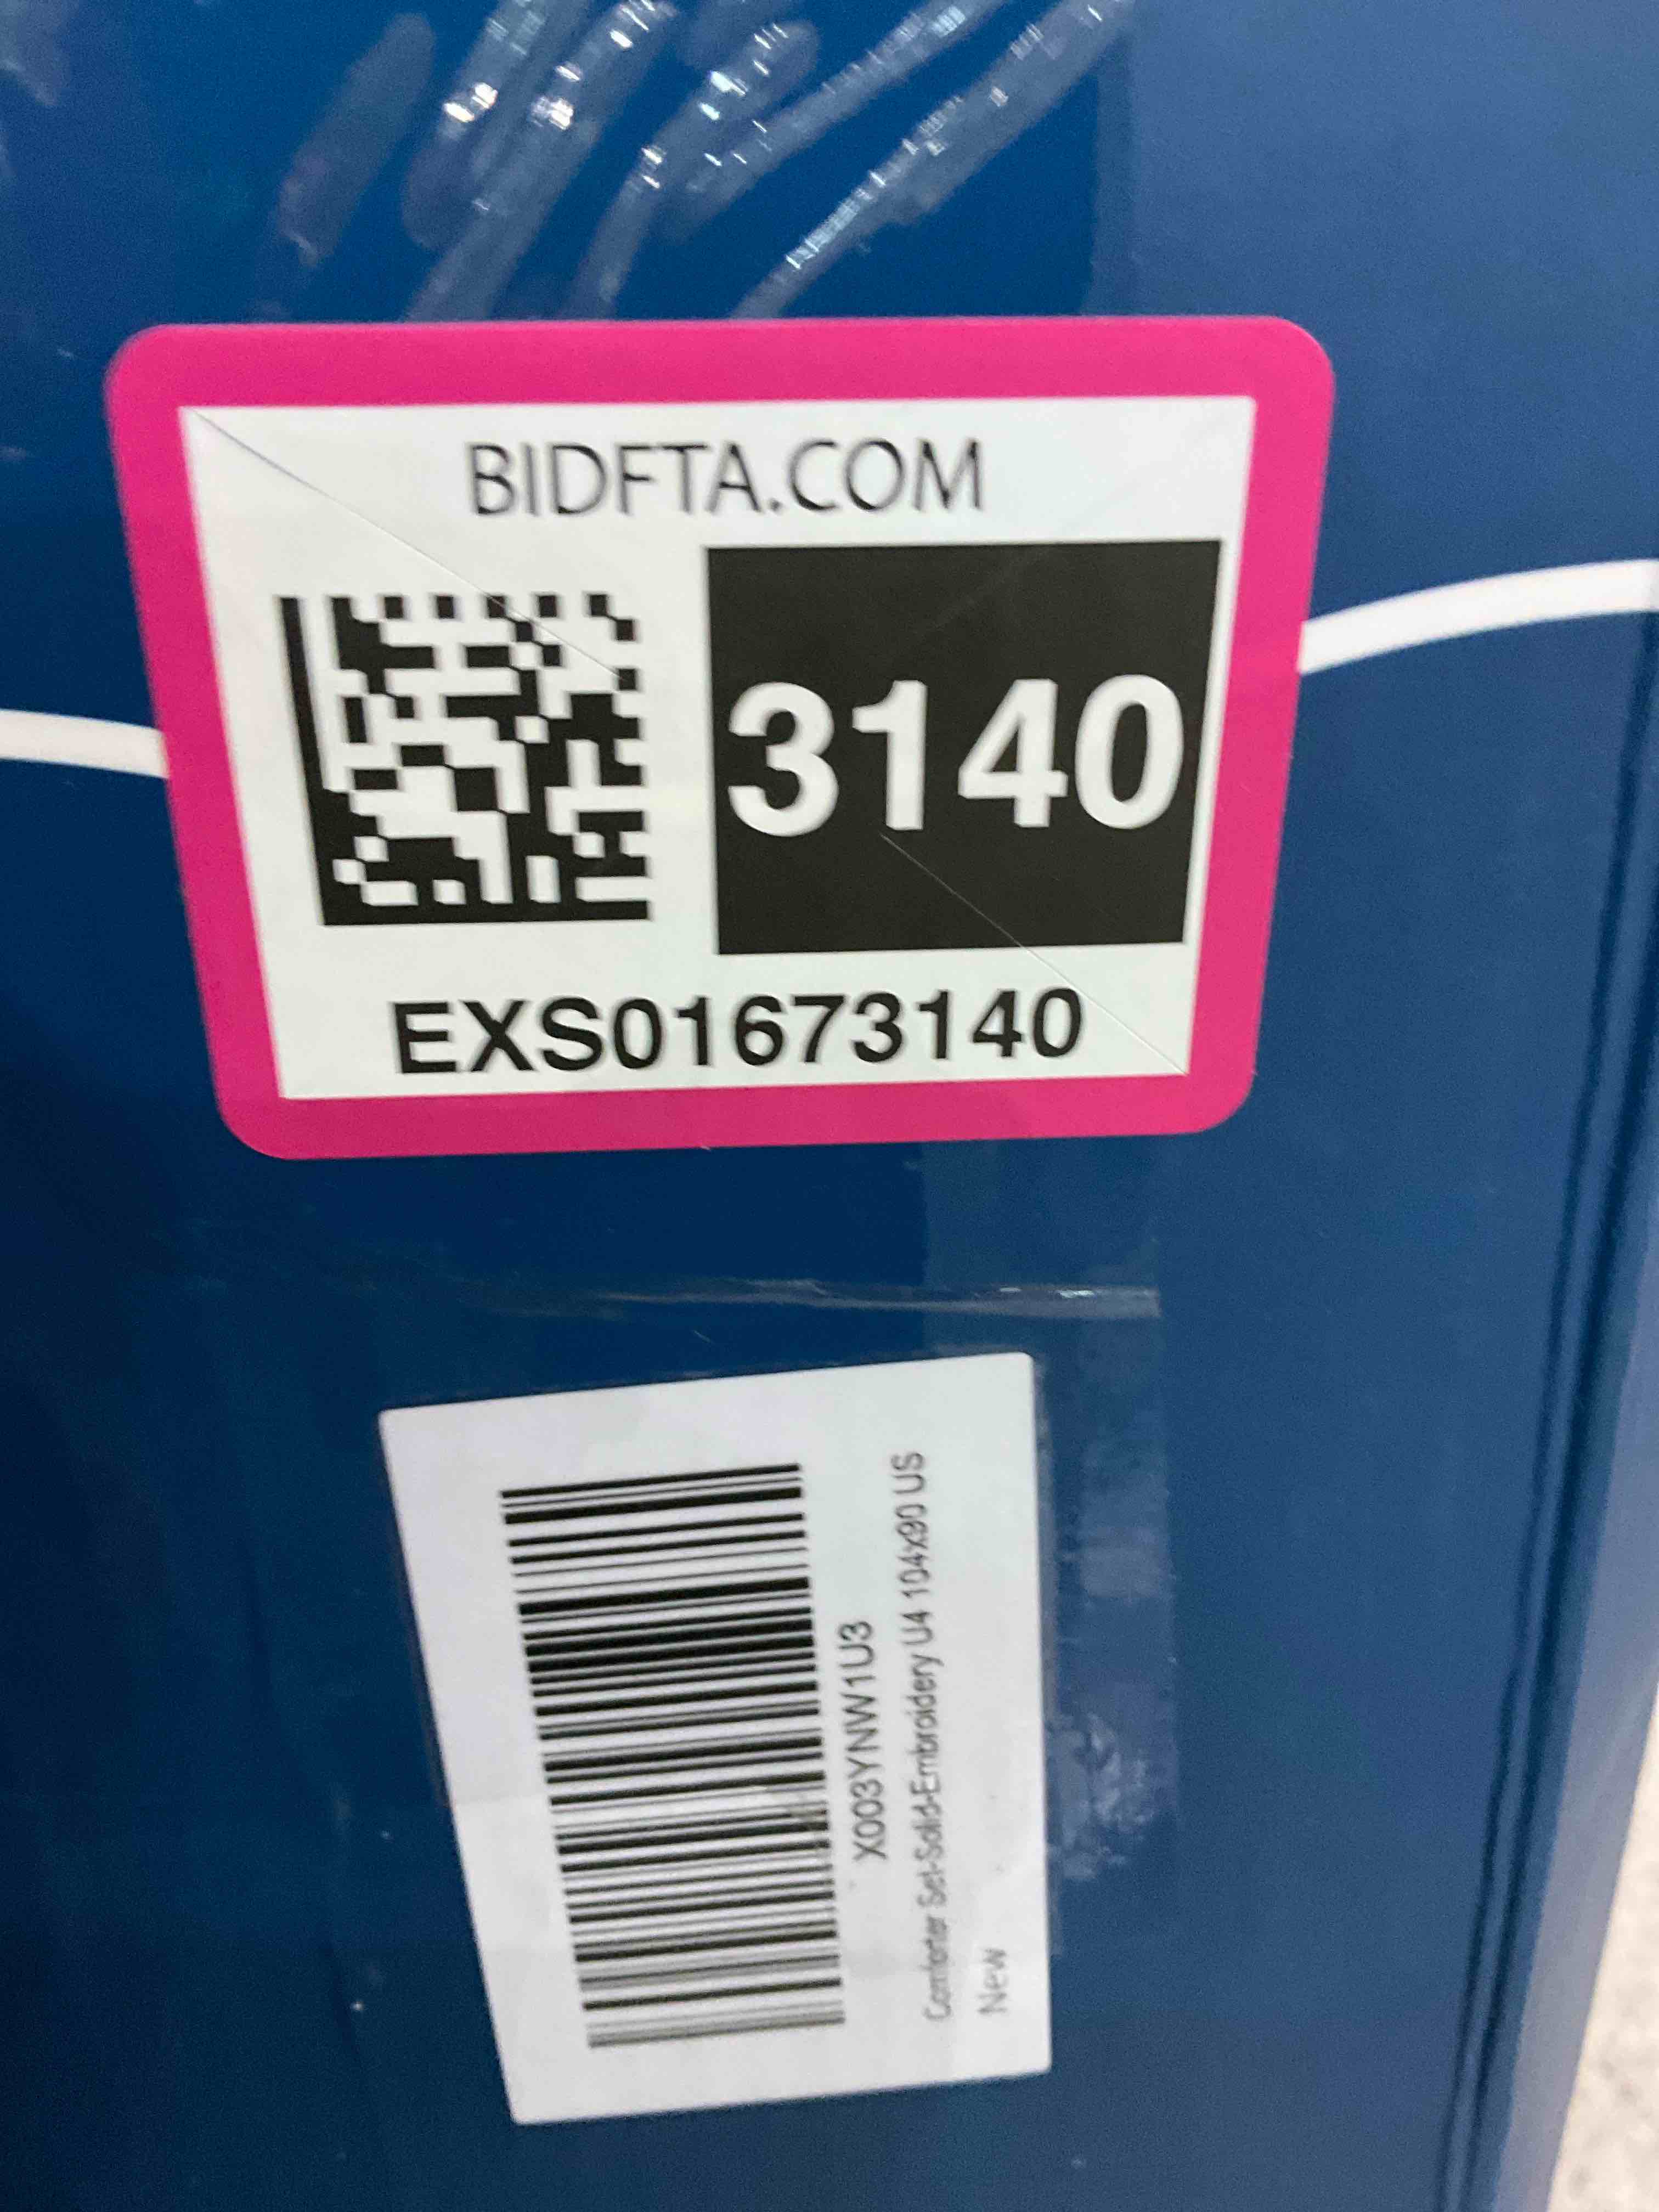 BIDFTA.COM
3140
EXS01673140
X003YNW1U3
Comforter Set-Solid-Embroidery U4 104x90 US
New